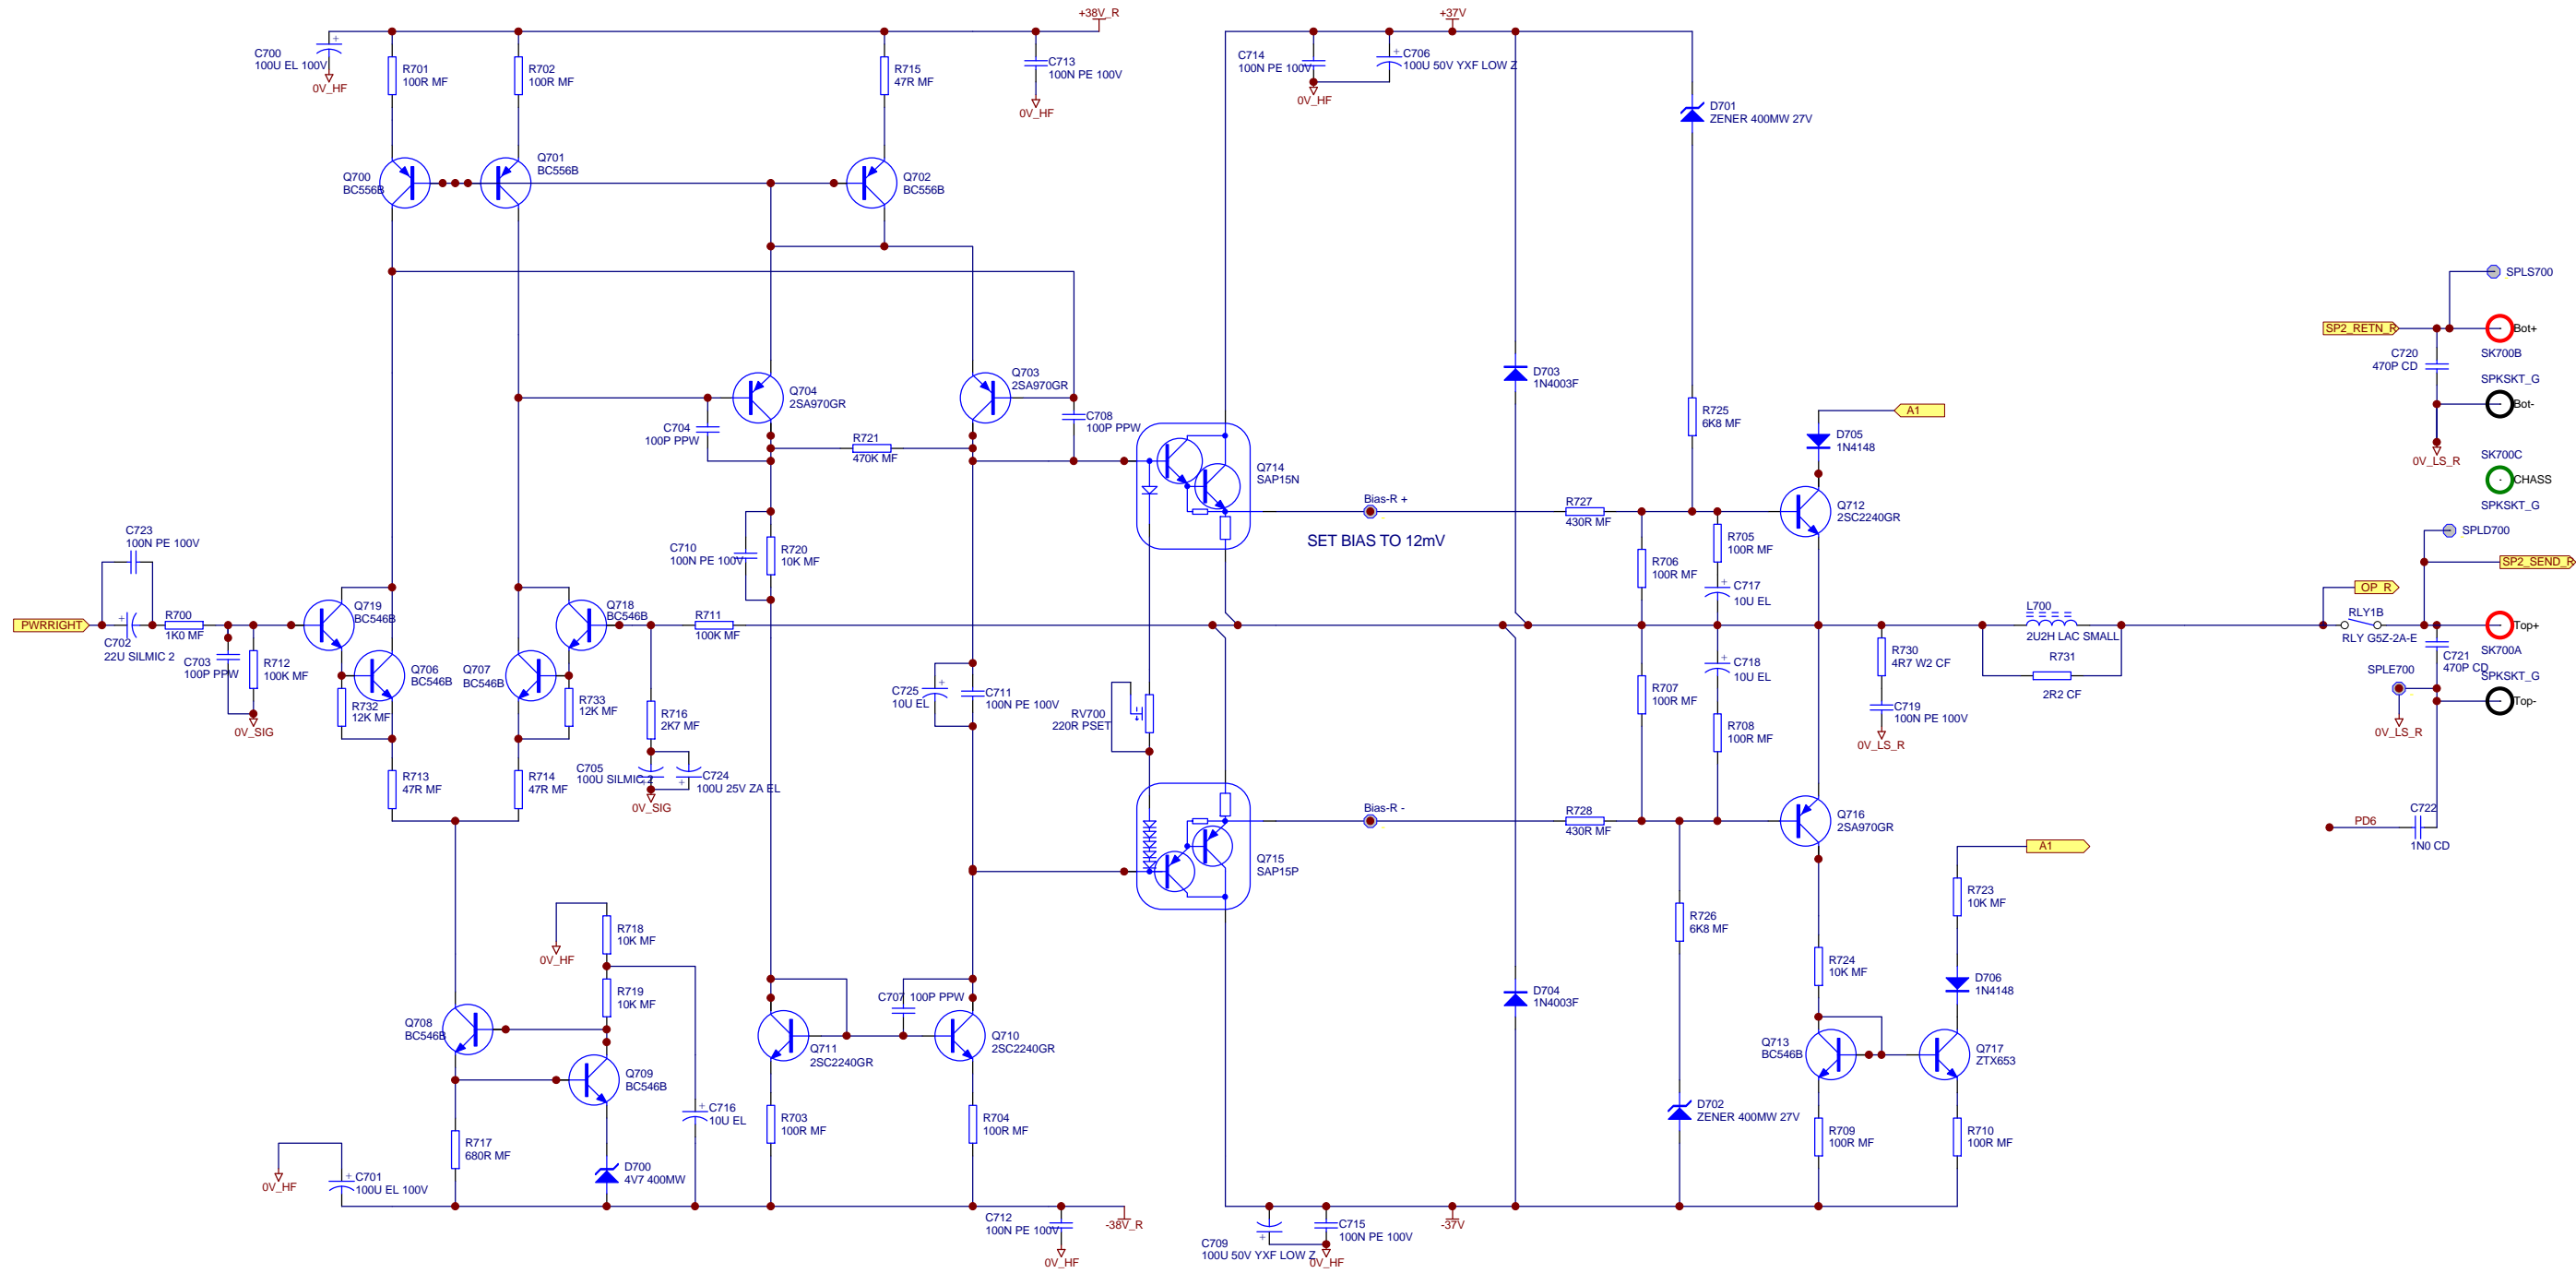 +38V_R
+37V
C700
100U EL 100V
0V_HF
R701
100R MF
R702
100R MF
R715
47R MF
C713
100N PE 100V
0V_HF
C714
100N PE 100V
C706
100U 50V YXF LOW Z
0V_HF
D701
ZENER 400MW 27V
Q700
BC556B
Q701
BC556B
Q702
BC556B
SPLS700
SP2_RETN_R
Bot+
SK700B
C720
470P CD
SPKSKT_G
Bot-
0V_LS_R
SK700C
CHASS
SPKSKT_G
Q704
2SA970GR
Q703
2SA970GR
D703
1N4003F
R725
6K8 MF
A1
D705
1N4148
C704
100P PPW
R721
470K MF
C708
100P PPW
Q714
SAP15N
Bias-R +
SET BIAS TO 12mV
R727
430R MF
Q712
2SC2240GR
C723
100N PE 100V
C710
100N PE 100V
R720
10K MF
R706
100R MF
R705
100R MF
C717
10U EL
SPLD700
SP2_SEND_R
OP_R
PWRRIGHT
C702
22U SILMIC 2
R700
1K0 MF
C703
100P PPW
R712
100K MF
0V_SIG
Q719
BC546B
Q718
BC546B
R711
100K MF
Q706
BC546B
Q707
BC546B
R732
12K MF
R733
12K MF
R716
2K7 MF
C725
10U EL
C711
100N PE 100V
RV700
220R PSET
R707
100R MF
C718
10U EL
R708
100R MF
R730
4R7 W2 CF
C719
100N PE 100V
0V_LS_R
L700
2U2H LAC SMALL
R731
2R2 CF
RLY1B
RLY G5Z-2A-E
Top+
SK700A
C721
470P CD
SPKSKT_G
SPLE700
Top-
0V_LS_R
R713
47R MF
R714
47R MF
C705
100U SILMIC 2
C724
100U 25V ZA EL
0V_SIG
Bias-R -
R728
430R MF
Q716
2SA970GR
Q715
SAP15P
PD6
C722
1N0 CD
A1
R718
10K MF
0V_HF
R719
10K MF
R726
6K8 MF
R723
10K MF
R724
10K MF
D706
1N4148
C707 100P PPW
D704
1N4003F
Q708
BC546B
Q709
BC546B
Q711
2SC2240GR
Q710
2SC2240GR
Q713
BC546B
Q717
ZTX653
C716
10U EL
R703
100R MF
R704
100R MF
D702
ZENER 400MW 27V
R709
100R MF
R710
100R MF
R717
680R MF
D700
4V7 400MW
0V_HF
C701
100U EL 100V
C712
100N PE 100V
-38V_R
0V_HF
C709
100U 50V YXF LOW Z
C715
100N PE 100V
0V_HF
-37V